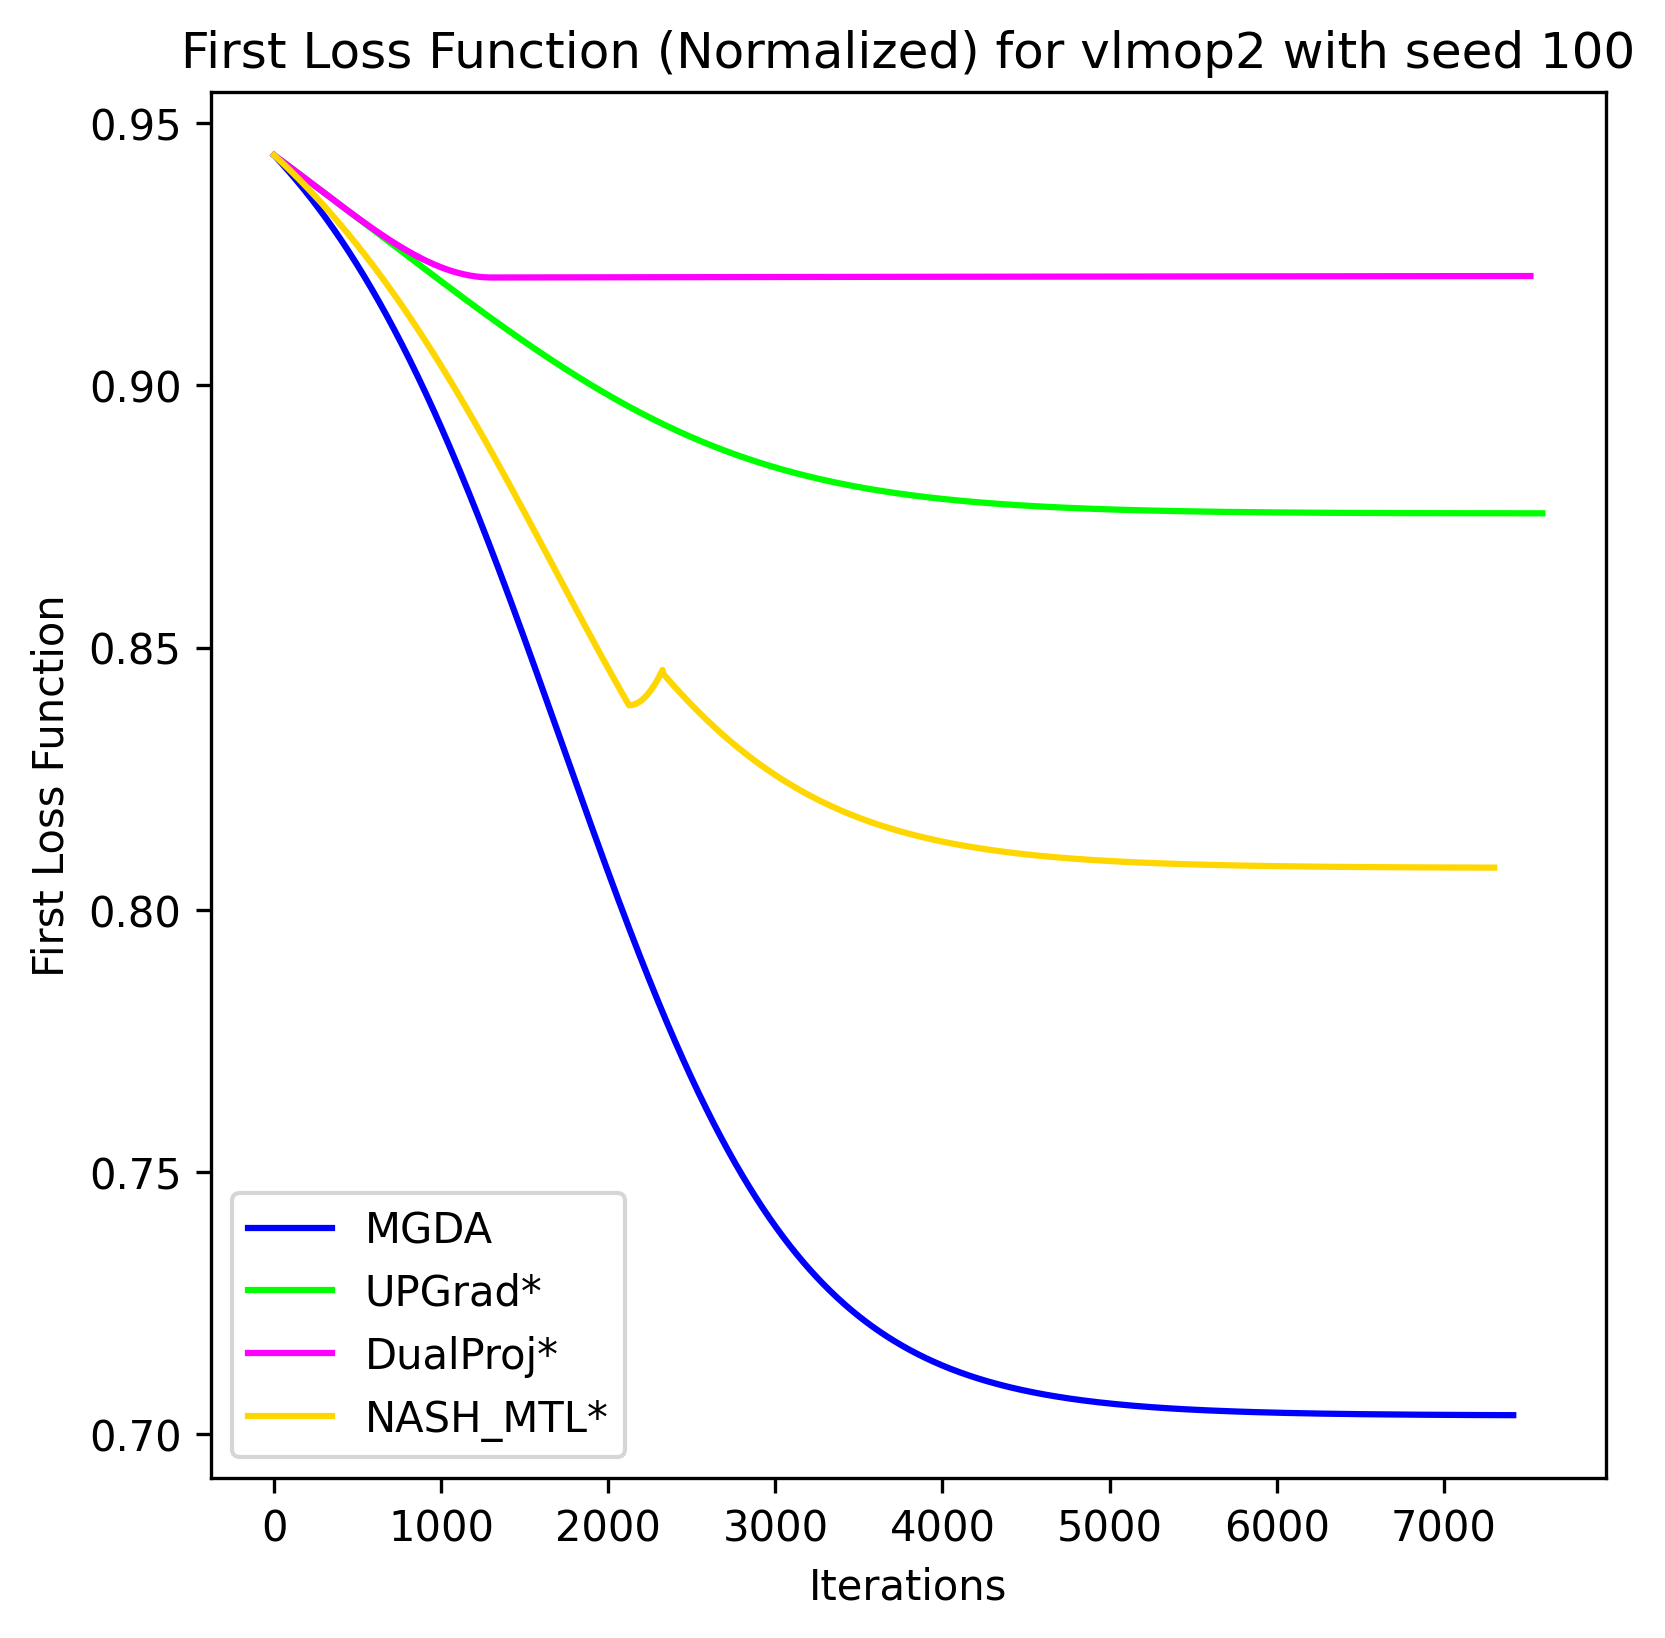 First Loss Function (Normalized) for vlmop2 with seed 100
0.95
0.90
0.85
0.80
0.75
0.70
First Loss Function
MGDA
UPGrad*
DualProj*
NASH_MTL*
0 1000 2000 3000 4000 5000 6000 7000
Iterations